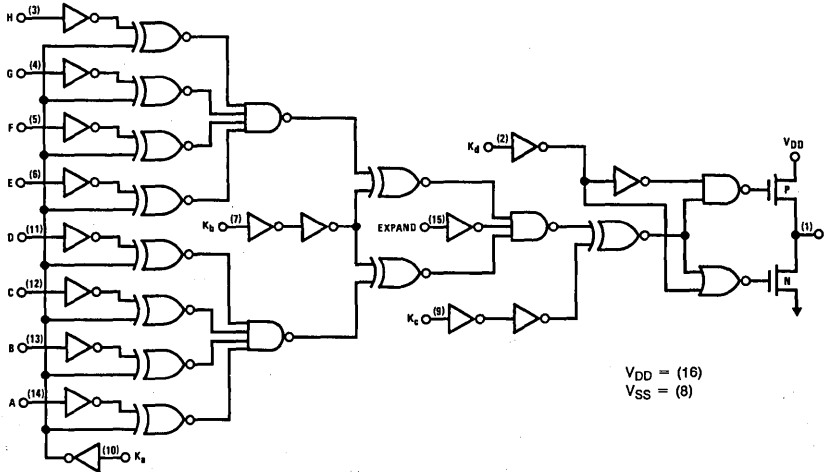 H (3)
G (4)
F (5)
E (6)
D (11)
C (12)
B (13)
A (14)
(10) Ka
Kb (7)
Kd (2)
EXPAND (15)
Kc (9)
VDD
P
(1)
N
VDD = (16)
VSS = (8)